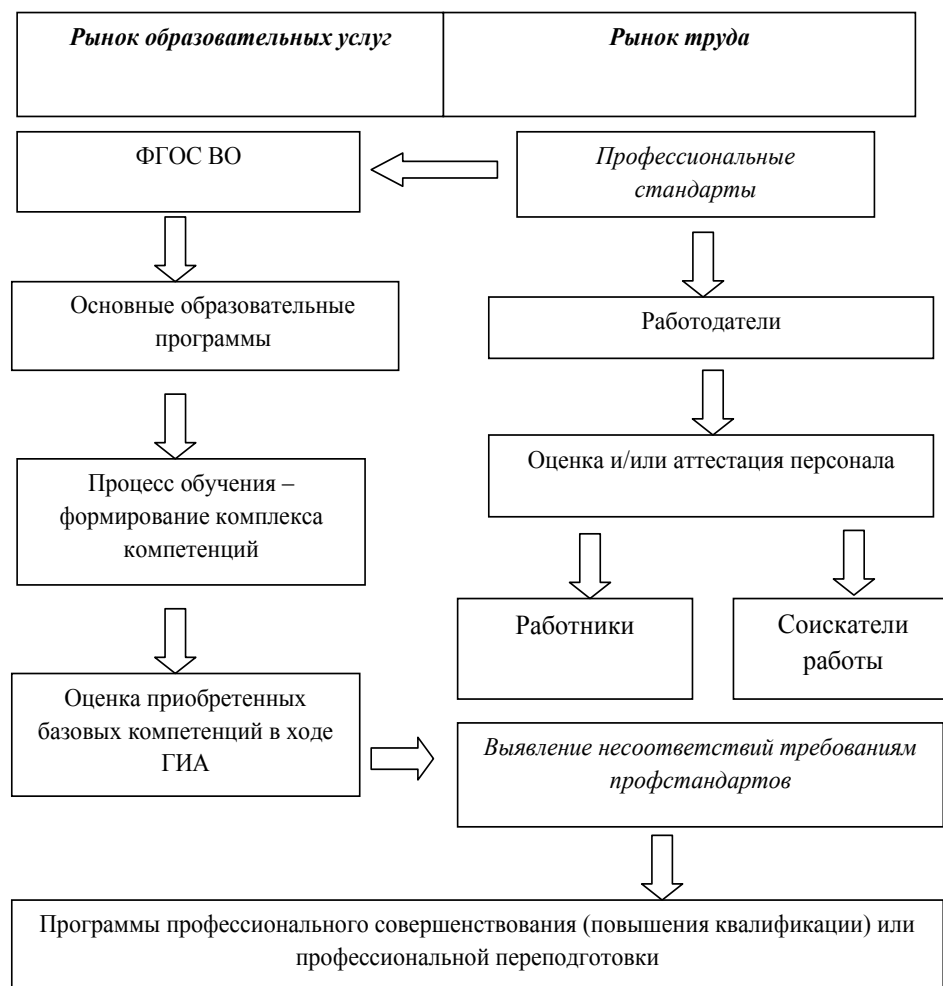 Рынок образовательных услуг
Рынок труда
ФГОС ВО
Профессиональные
стандарты
Основные образовательные
программы
Работодатели
Процесс обучения –
формирование комплекса
компетенций
Оценка и/или аттестация персонала
Работники
Соискатели
работы
Оценка приобретенных
базовых компетенций в ходе
ГИА
Выявление несоответствий требованиям
профстандартов
Программы профессионального совершенствования (повышения квалификации) или
профессиональной переподготовки